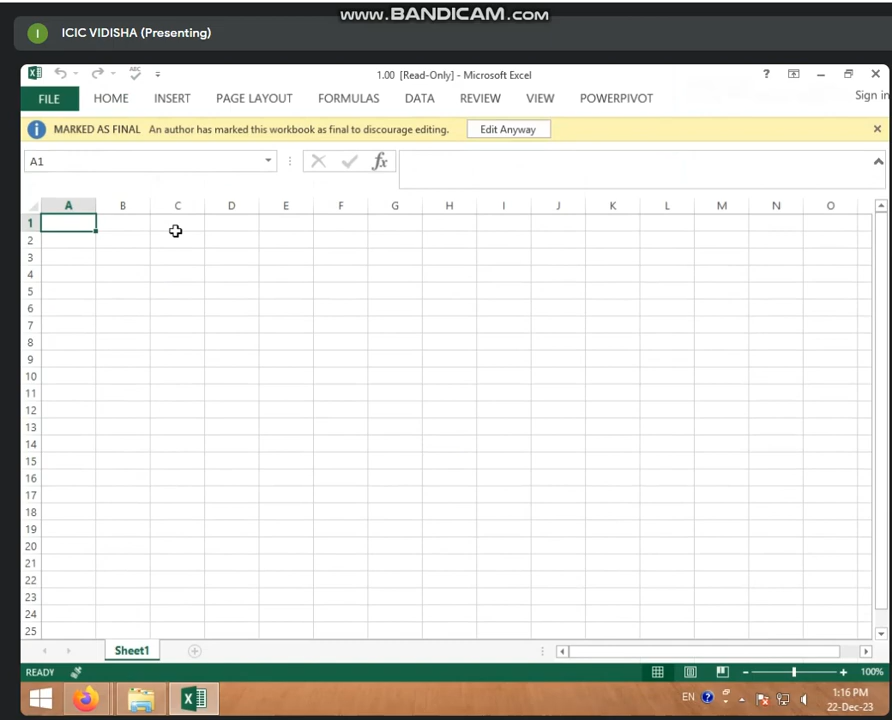 www.BANDICAM.com
I ICIC VIDISHA (Presenting)
ABC 1.00 [Read-Only] - Microsoft Excel ?
FILE HOME INSERT PAGE LAYOUT FORMULAS DATA REVIEW VIEW POWERPIVOT Sign in
MARKED AS FINAL An author has marked this workbook as final to discourage editing. Edit Anyway
A1 fx
A B C D E F G H I J K L M N O
1
2
3
4
5
6
7
8
9
10
11
12
13
14
15
16
17
18
19
20
21
22
23
24
25
Sheet1
READY 100%
EN ? 1:16 PM
22-Dec-23